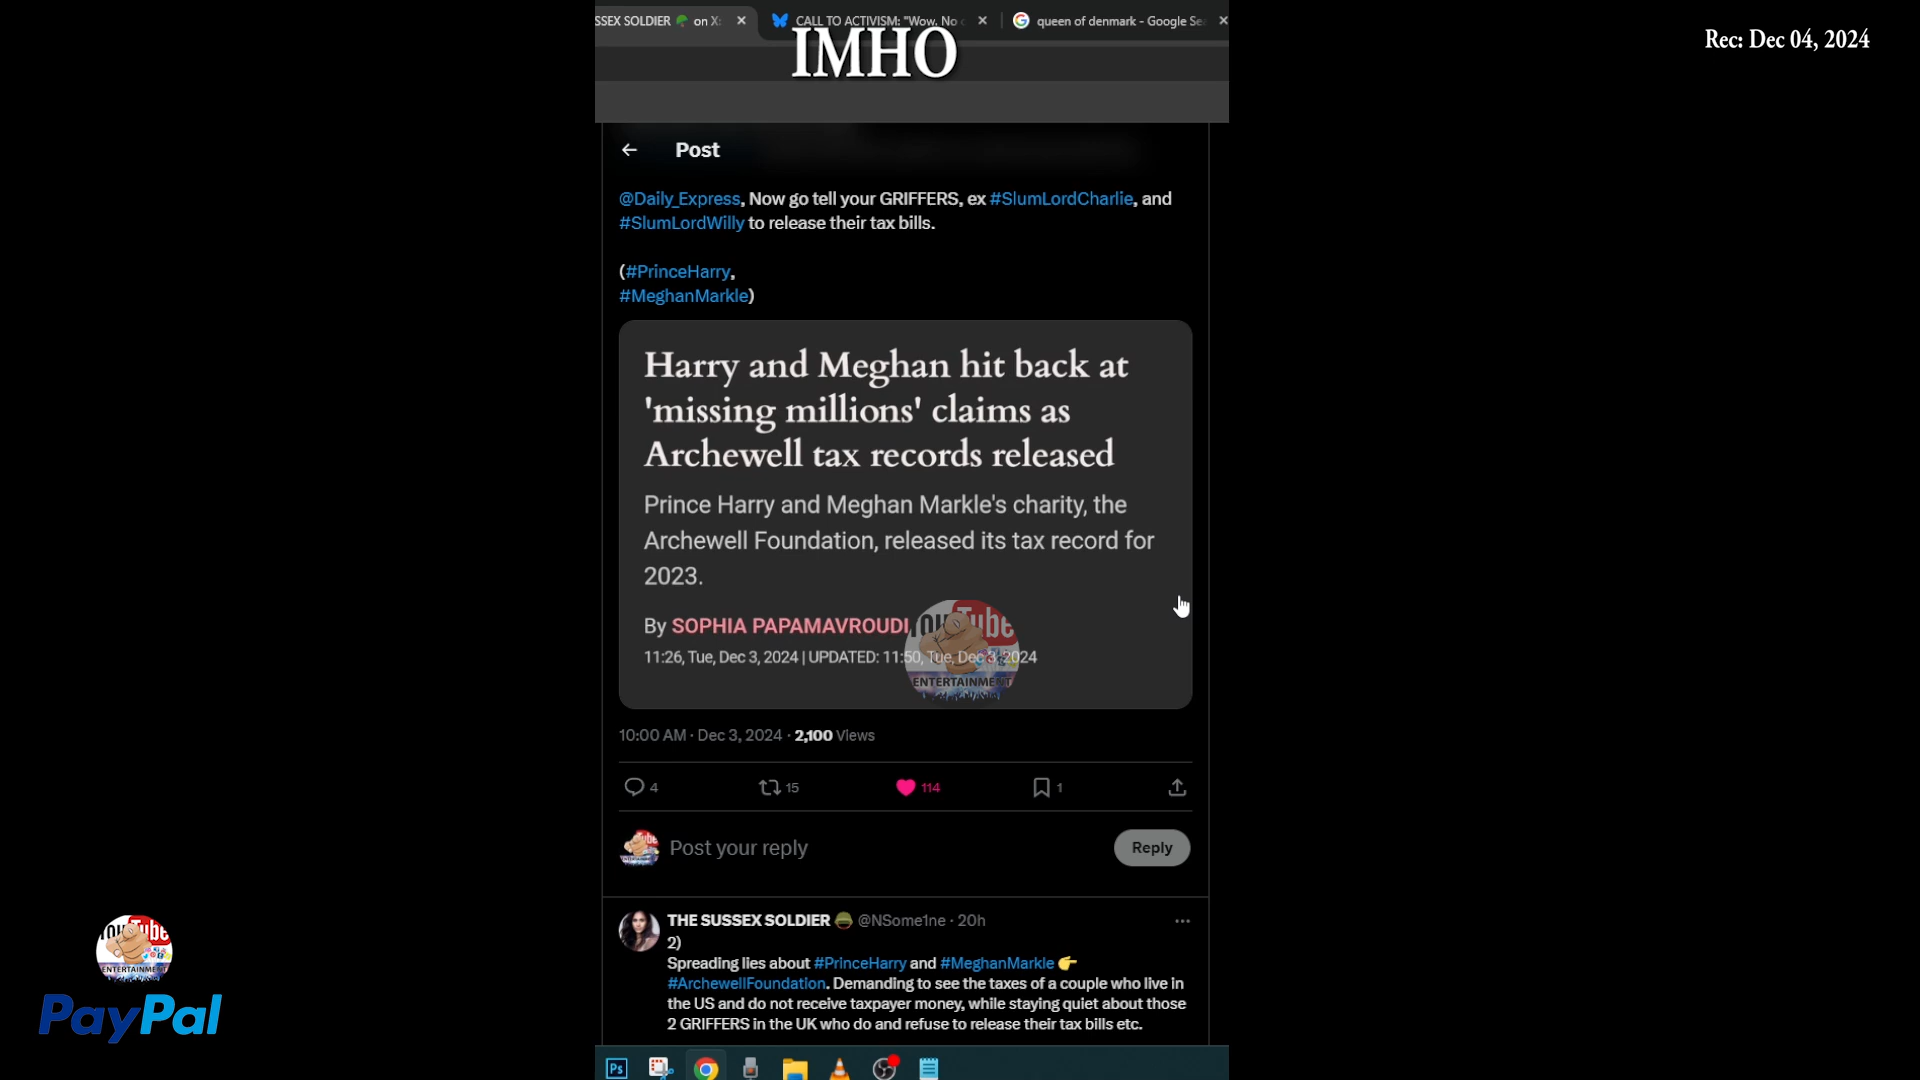 SSEX SOLDIER on X:
CALL TO ACTIVISM: "Wow. No
queen of denmark - Google Se
IMHO
Rec: Dec 04, 2024
Post
@Daily_Express, Now go tell your GRIFFERS, ex #SlumLordCharlie, and
#SlumLordWilly to release their tax bills.
(#PrinceHarry,
#MeghanMarkle)
Harry and Meghan hit back at
'missing millions' claims as
Archewell tax records released
Prince Harry and Meghan Markle's charity, the
Archewell Foundation, released its tax record for
2023.
By SOPHIA PAPAMAVROUDI
11:26, Tue, Dec 3, 2024 | UPDATED: 11:50, Tue, Dec 3, 2024
YouTube
ENTERTAINMENT
10:00 AM · Dec 3, 2024 · 2,100 Views
4
15
114
1
Post your reply
Reply
THE SUSSEX SOLDIER @NSome1ne · 20h
2)
Spreading lies about #PrinceHarry and #MeghanMarkle
#ArchewellFoundation. Demanding to see the taxes of a couple who live in
the US and do not receive taxpayer money, while staying quiet about those
2 GRIFFERS in the UK who do and refuse to release their tax bills etc.
YouTube
ENTERTAINMENT
PayPal
Ps